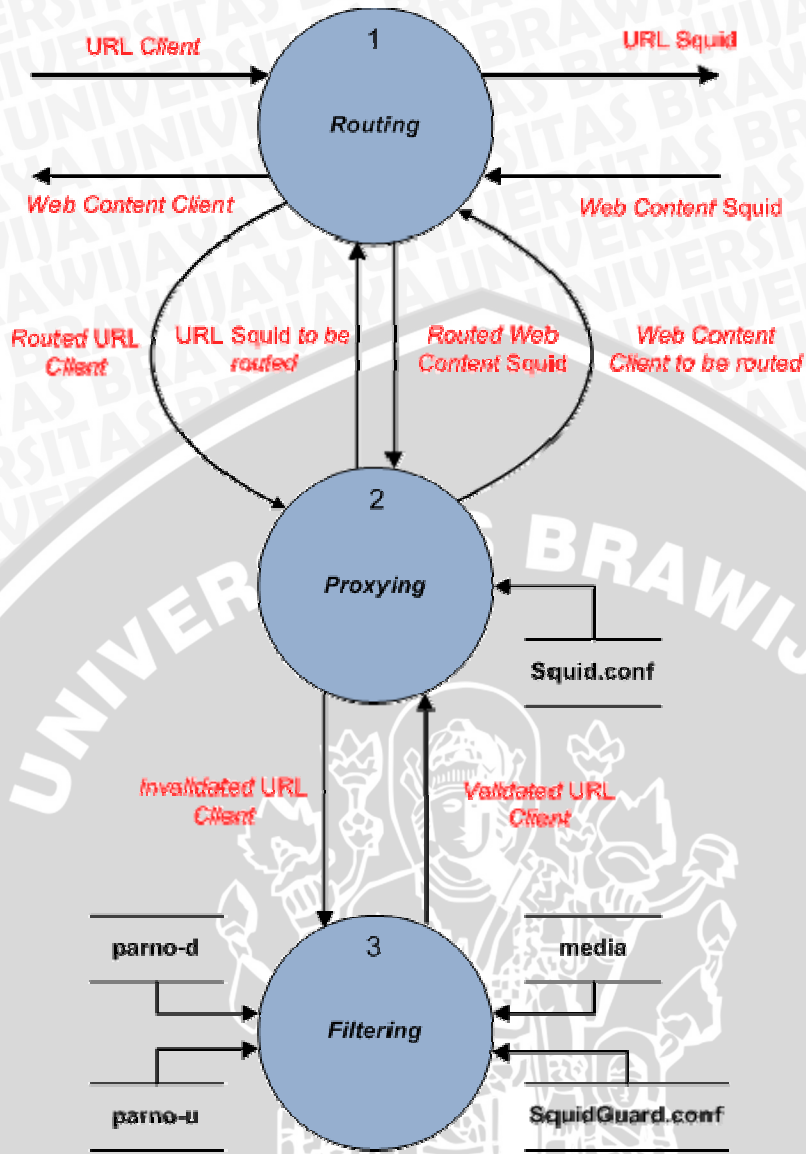 URL Client
1
URL Squid
Routing
Web Content Client
Web Content Squid
Routed URL
Client
URL Squid to be
routed
Routed Web
Content Squid
Web Content
Client to be routed
2
Proxying
Squid.conf
Invalidated URL
Client
Validated URL
Client
parno-d
3
media
Filtering
parno-u
SquidGuard.conf
UNIVERSITAS BRAWIJ